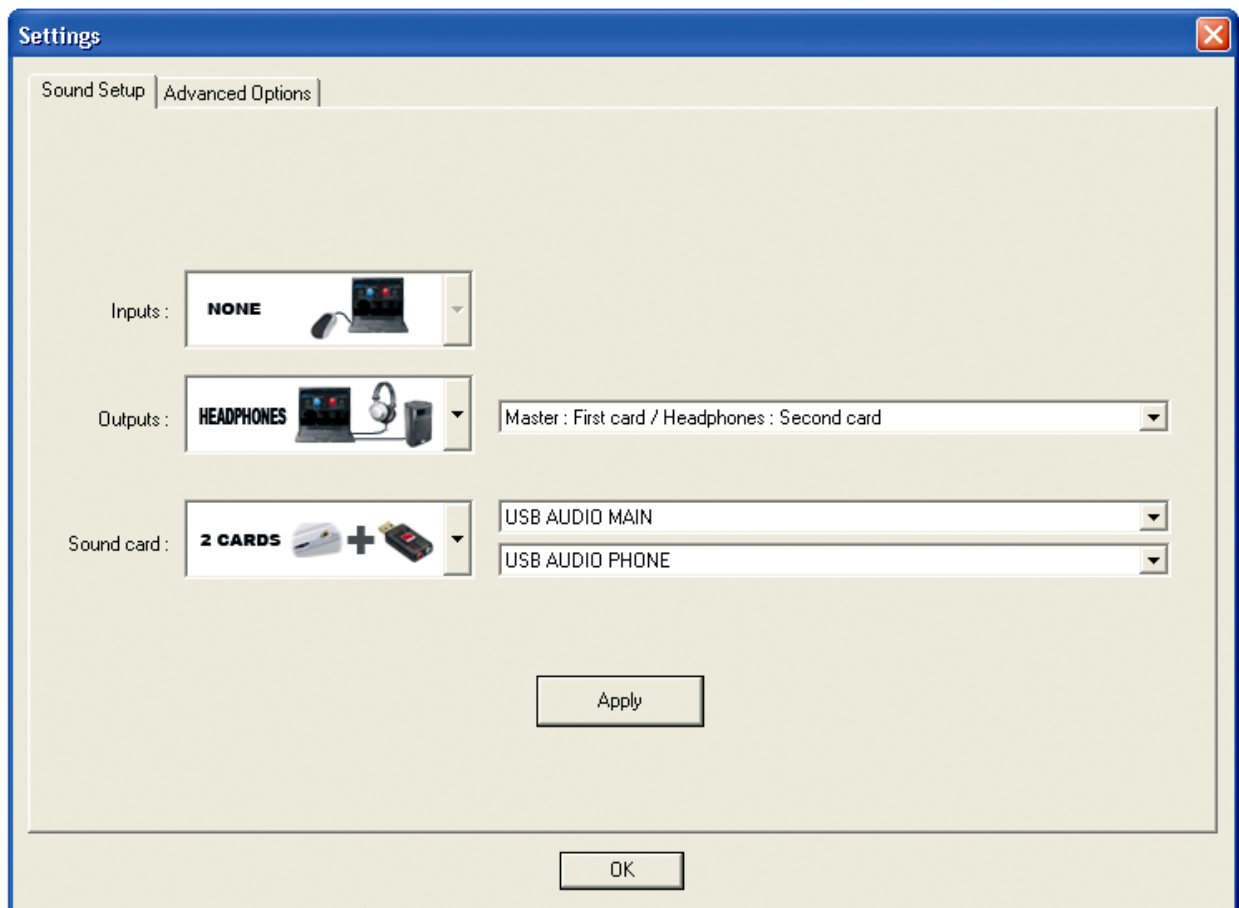 Settings
Sound Setup
Advanced Options
Inputs :
NONE
Outputs :
HEADPHONES
Master : First card / Headphones : Second card
Sound card :
2 CARDS
USB AUDIO MAIN
USB AUDIO PHONE
Apply
OK